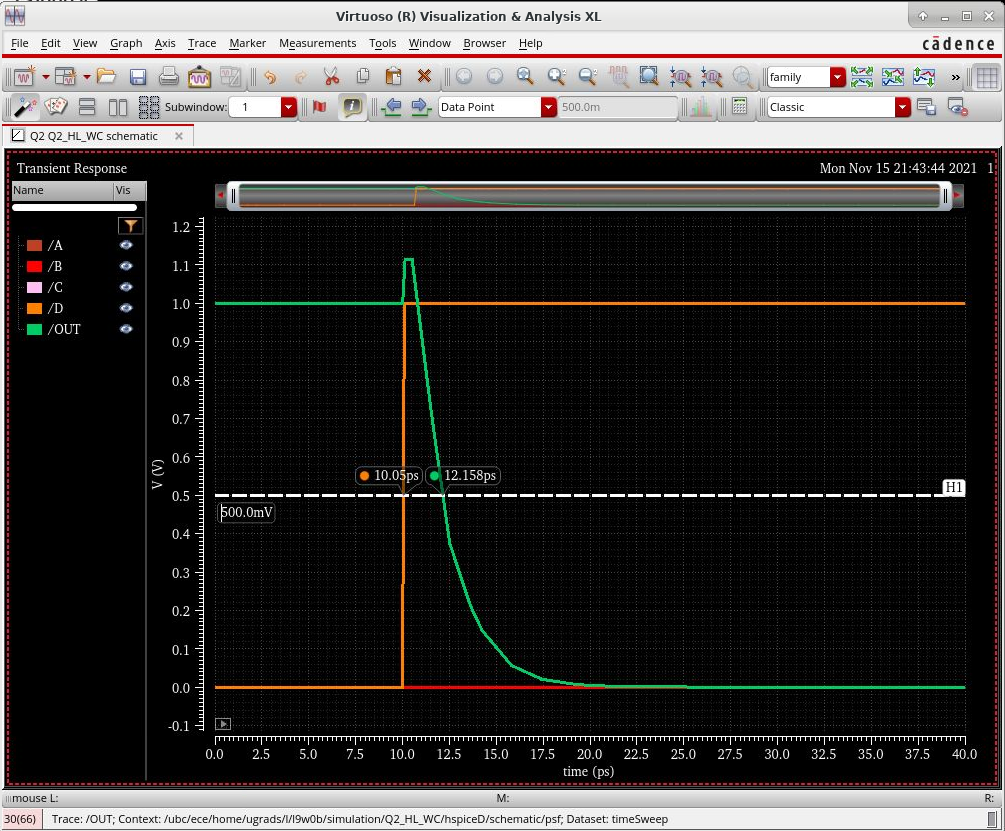 Virtuoso (R) Visualization & Analysis XL
File Edit View Graph Axis Trace Marker Measurements Tools Window Browser Help
cādence
family
»
Subwindow: 1
Data Point
500.0m
Classic
Q2 Q2_HL_WC schematic
Transient Response
Mon Nov 15 21:43:44 2021 1
Name Vis
/A
/B
/C
/D
/OUT
V (V)
1.2
1.1
1.0
0.9
0.8
0.7
0.6
0.5
0.4
0.3
0.2
0.1
0.0
-0.1
10.05ps
12.158ps
H1
500.0mV
0.0 2.5 5.0 7.5 10.0 12.5 15.0 17.5 20.0 22.5 25.0 27.5 30.0 32.5 35.0 37.5 40.0
time (ps)
mouse L: M: R:
30(66) Trace: /OUT; Context: /ubc/ece/home/ugrads/l/l9w0b/simulation/Q2_HL_WC/hspiceD/schematic/psf; Dataset: timeSweep